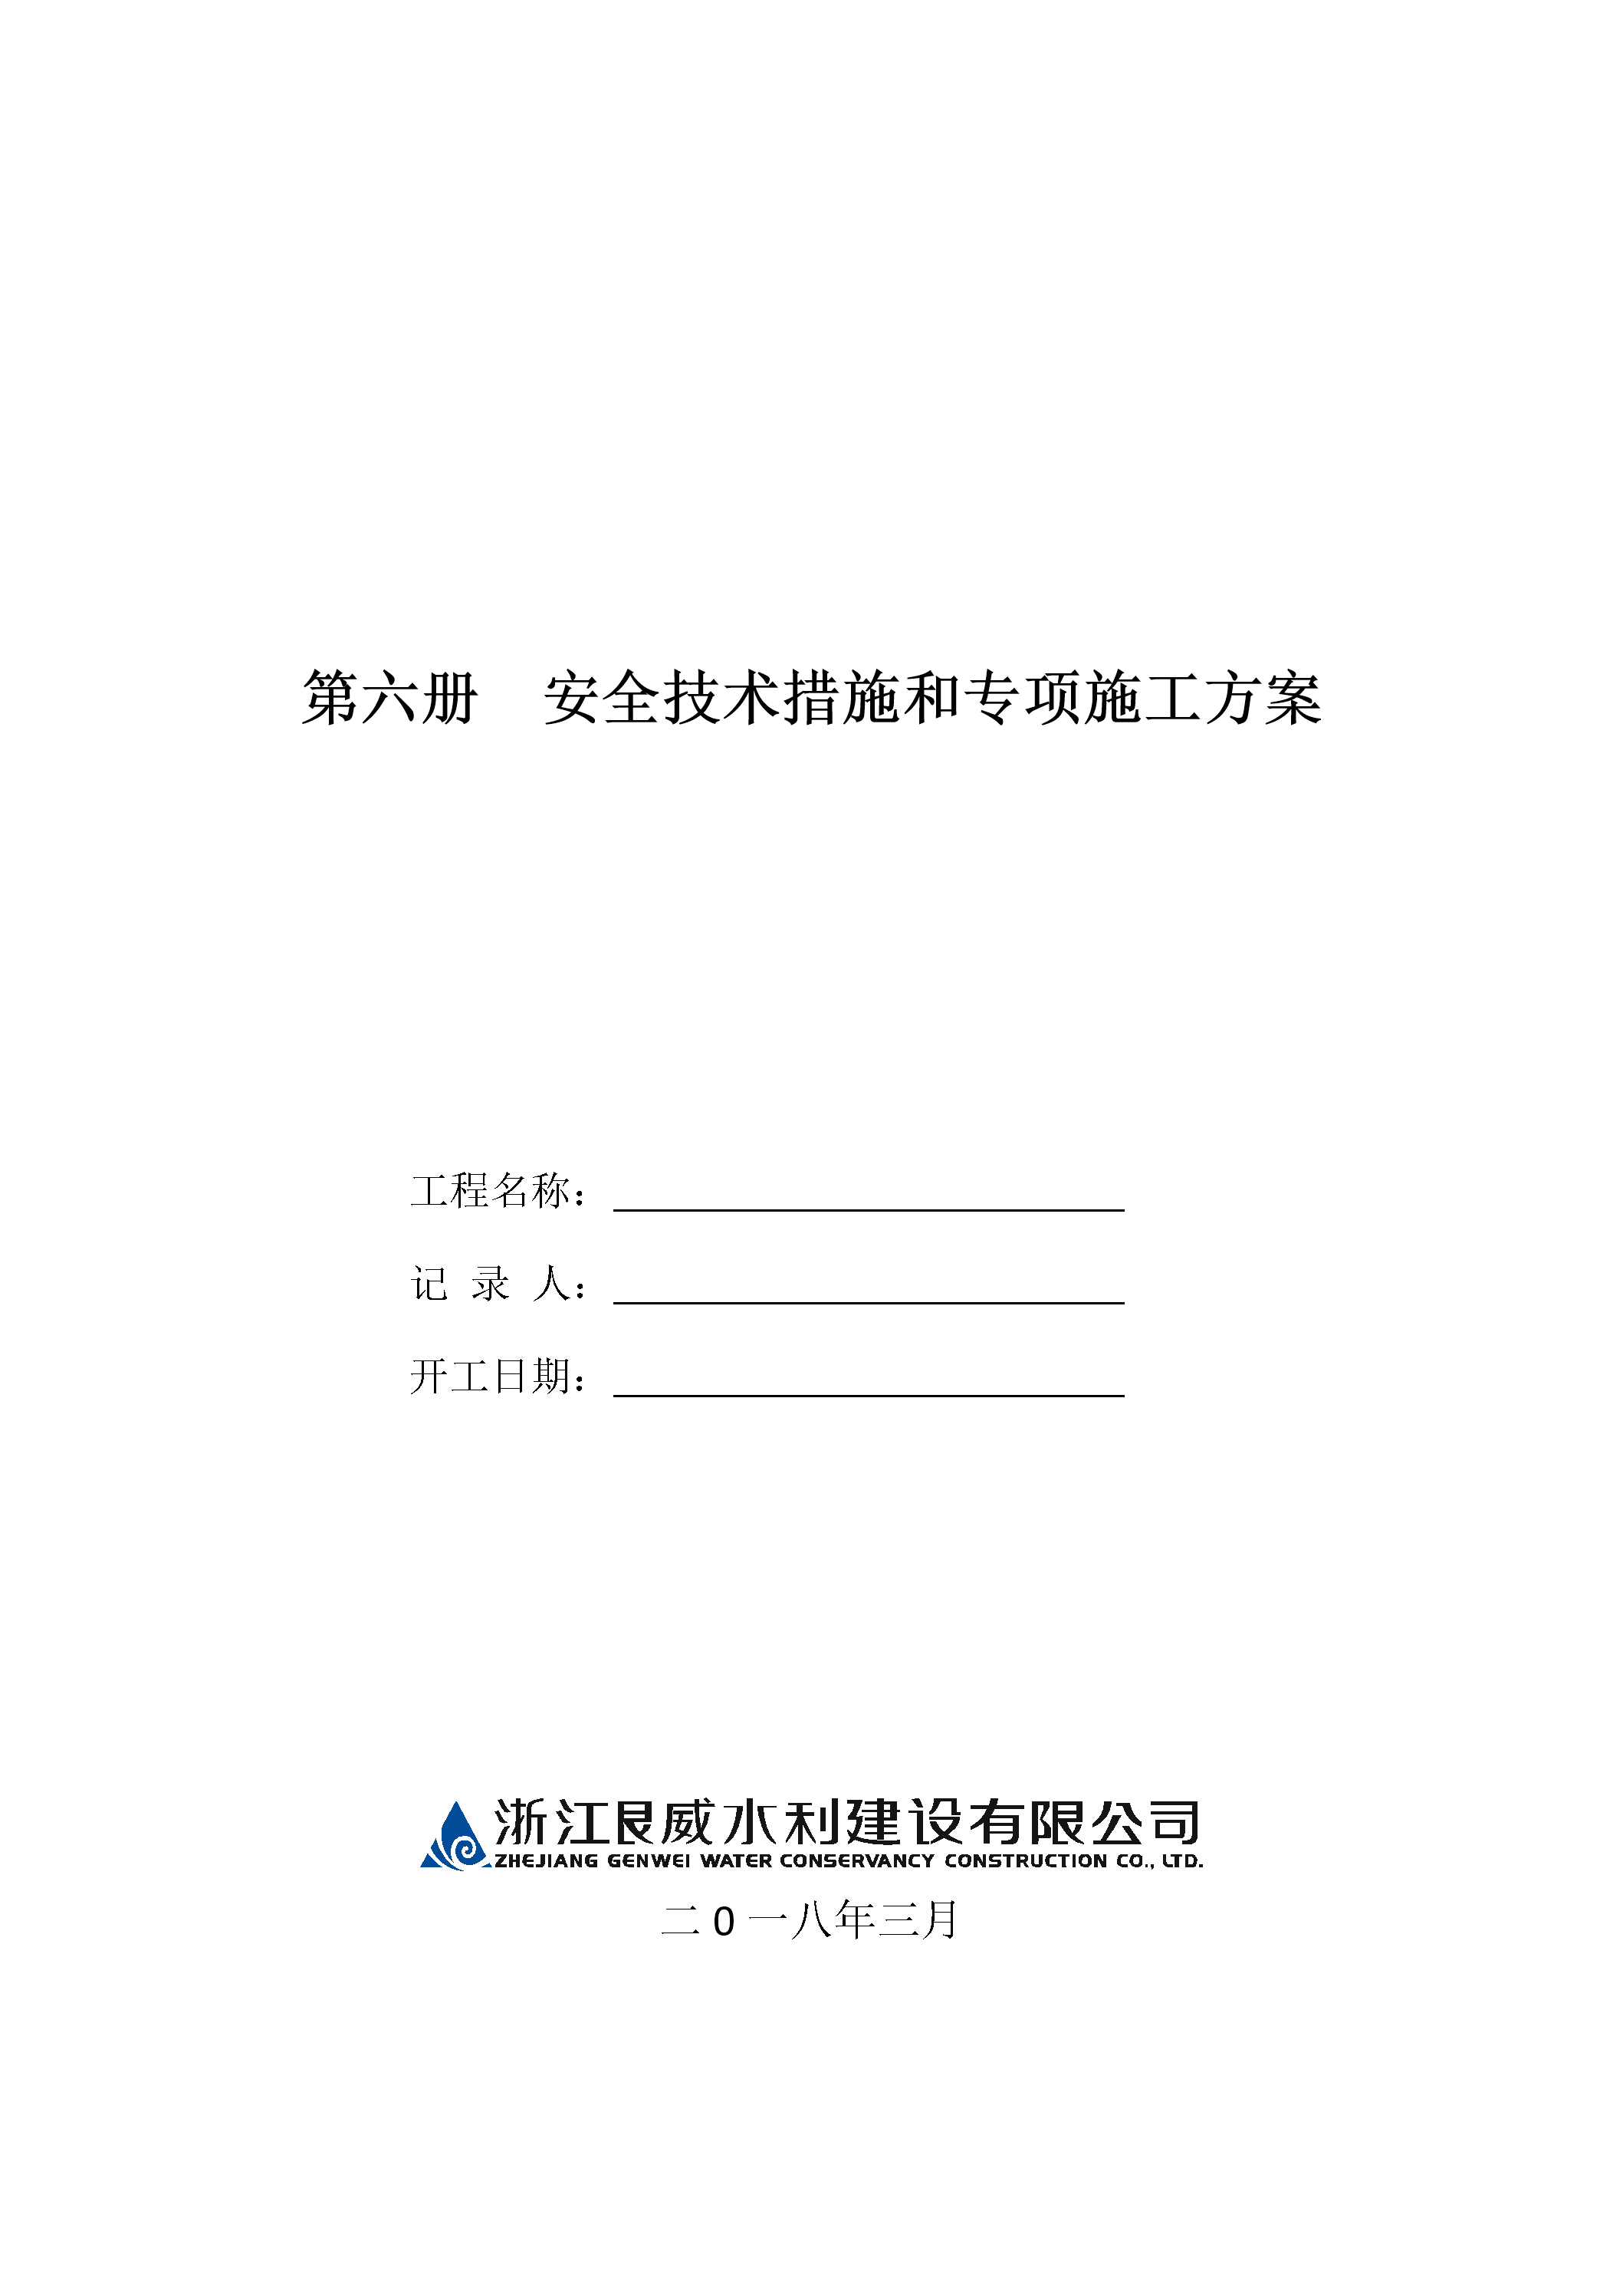 第六册　安全技术措施和专项施工方案
工程名称：
记 录 人：
开工日期：
浙江艮威水利建设有限公司
ZHEJIANG GENWEI WATER CONSERVANCY CONSTRUCTION CO., LTD.
二0一八年三月